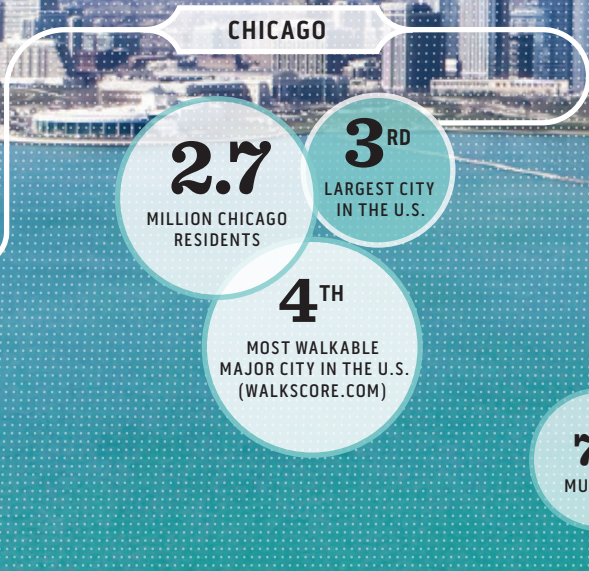 CHICAGO
2.7
MILLION CHICAGO
RESIDENTS
3RD
LARGEST CITY
IN THE U.S.
4TH
MOST WALKABLE
MAJOR CITY IN THE U.S.
(WALKSCORE.COM)